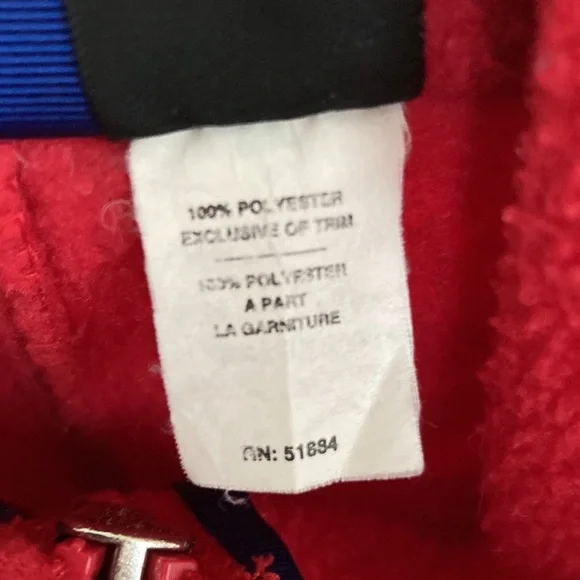 100% POLYESTER
EXCLUSIVE OF TRIM
100% POLYESTER
A PART
LA GARNITURE
RN: 51884